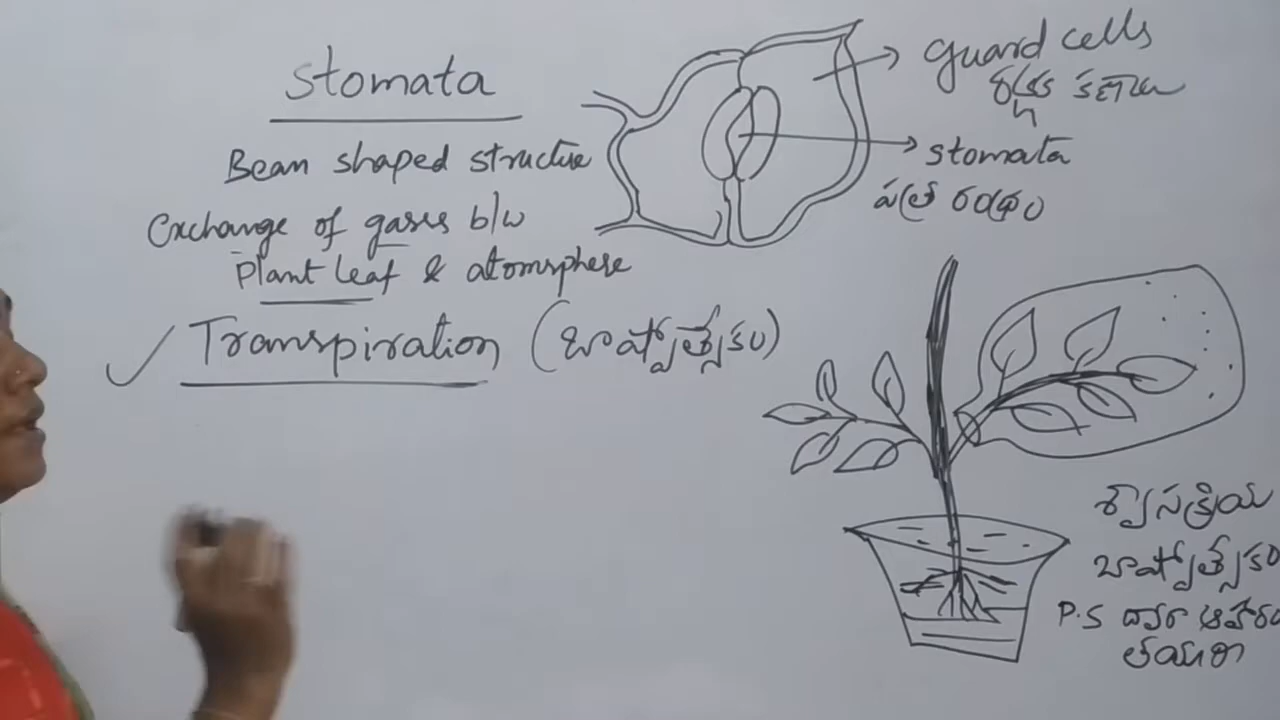 stomata
Bean shaped structure
Exchange of gases b/w
Plant Leaf & atomsphere
Transpiration (బాష్పోత్సేకం)
guard cells
రక్షక కణాలు
stomata
పత్ర రంధ్రం
శ్వాసక్రియ
బాష్పోత్సేకం
P.S ద్వారా ఆహారం
తయారీ